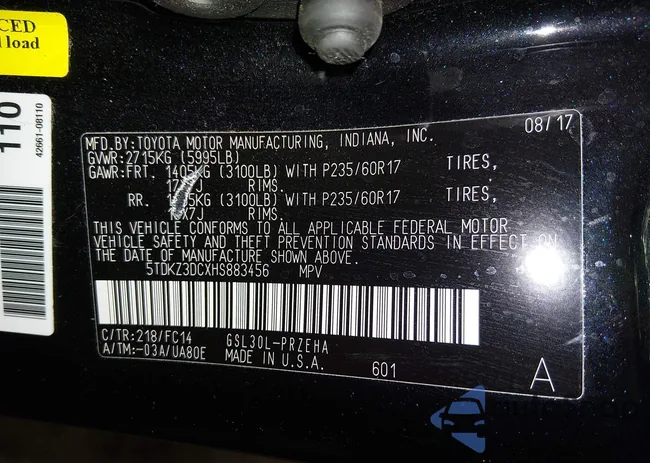 CED
load
110
42661-08110
08/17
MFD.BY:TOYOTA MOTOR MANUFACTURING, INDIANA, INC.
GVWR:2715KG (5995LB)
GAWR:FRT. 1405KG (3100LB) WITH P235/60R17 TIRES,
RIMS.
RR. (3100LB) WITH P235/60R17 TIRES,
RIMS.
THIS VEHICLE CONFORMS TO ALL APPLICABLE FEDERAL MOTOR
VEHICLE SAFETY AND THEFT PREVENTION STANDARDS IN EFFECT ON
THE DATE OF MANUFACTURE SHOWN ABOVE.
5TDKZ3DCXHS883456 MPV
C/TR:218/FC14 GSL30L-PRZEHA
A/TM:-03A/UA80E MADE IN U.S.A. 601
A